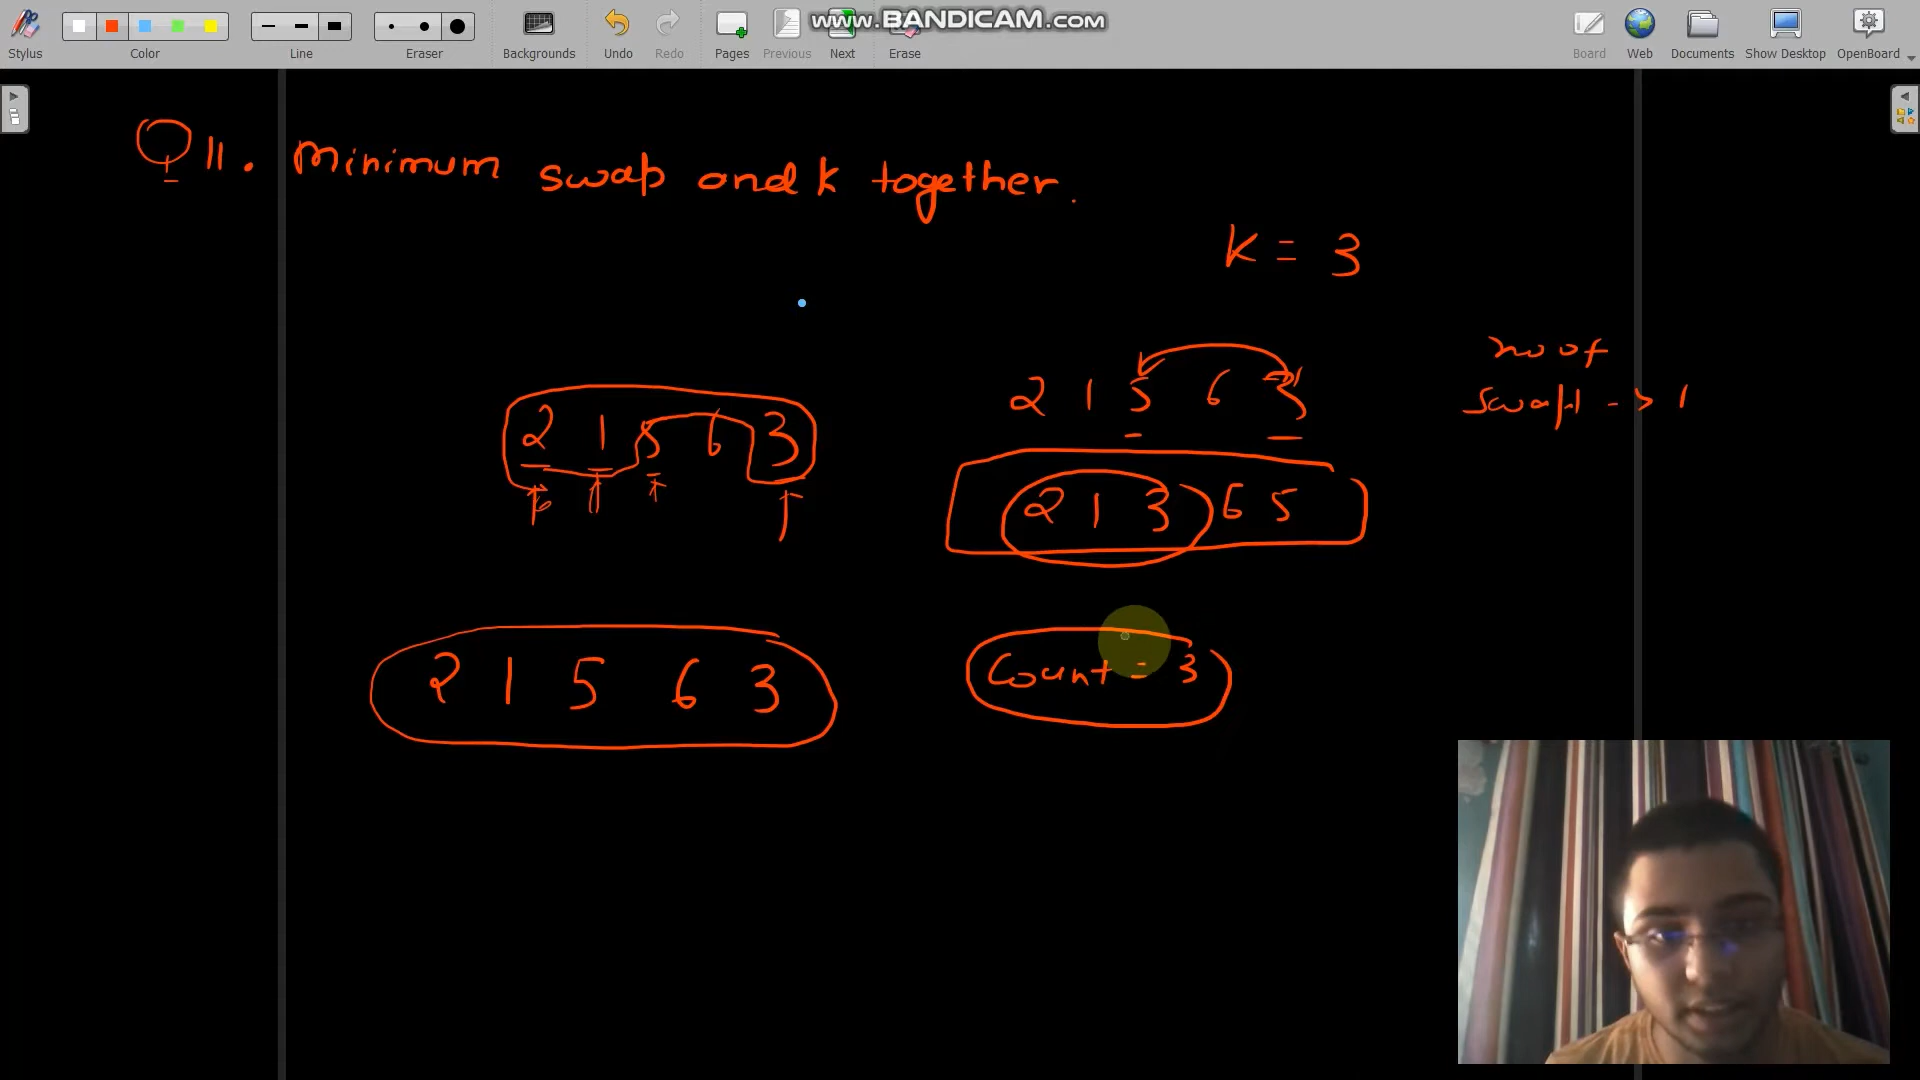 www.BANDICAM.com
Stylus Color Line Eraser Backgrounds Undo Redo Pages Previous Next Erase Board Web Documents Show Desktop OpenBoard
Q 11. Minimum swap and k together.
K = 3
2 1 5 6 3
2 1 5 6 3
no of
swap -> 1
2 1 3 6 5
2 1 5 6 3
Count = 3